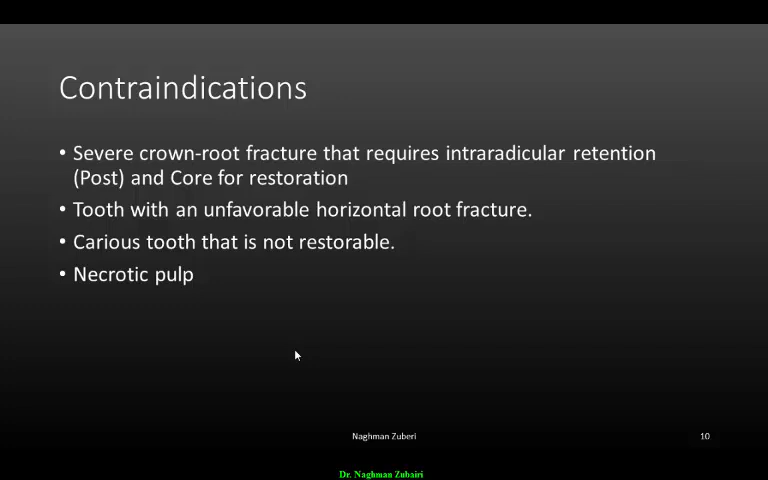 Contraindications
• Severe crown-root fracture that requires intraradicular retention
(Post) and Core for restoration
• Tooth with an unfavorable horizontal root fracture.
• Carious tooth that is not restorable.
• Necrotic pulp
Naghman Zuberi
10
Dr. Naghman Zubairi